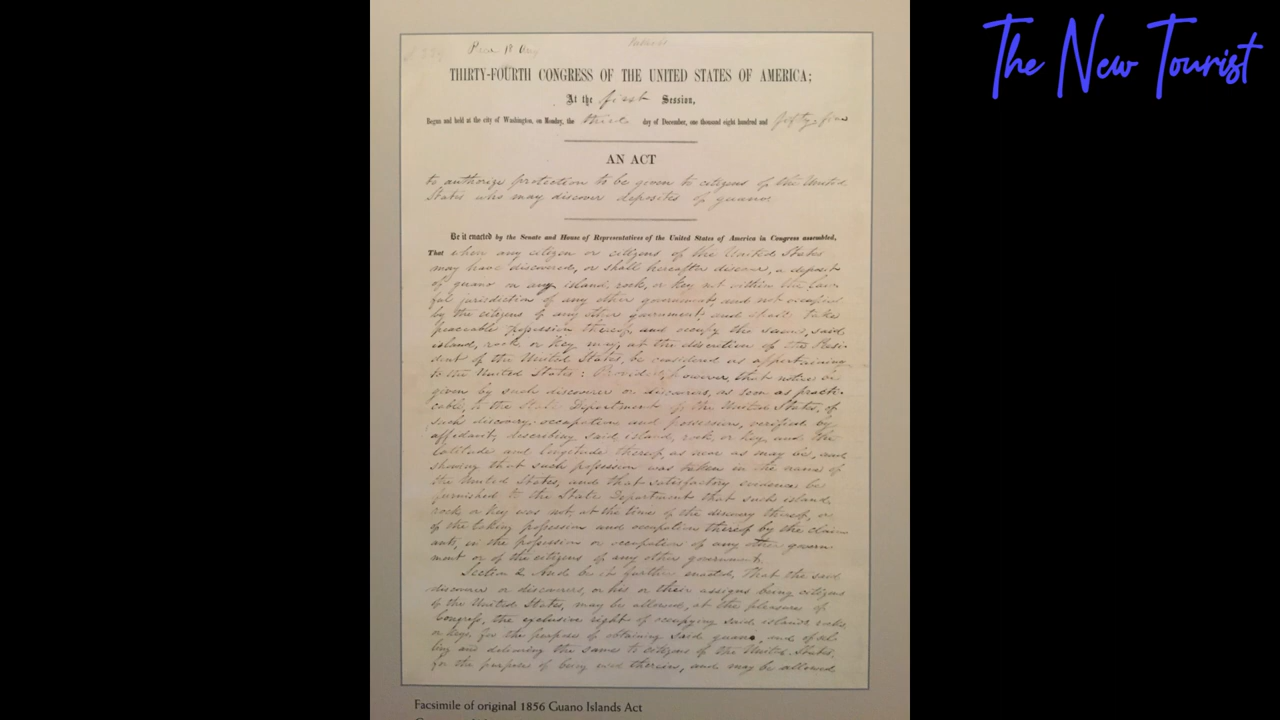 The New Tourist
THIRTY-FOURTH CONGRESS OF THE UNITED STATES OF AMERICA;
At the first Session,
Begun and held at the city of Washington, on Monday, the third day of December, one thousand eight hundred and fifty-five
AN ACT
to authorize protection to be given to citizens of the United
States who may discover deposites of guano.
Be it enacted by the Senate and House of Representatives of the United States of America in Congress assembled,
That when any citizen or citizens of the United States
may have discovered, or shall hereafter discover, a deposit
of guano on any island, rock, or key not within the law-
ful jurisdiction of any other government, and not occupied
by the citizens of any other government, and shall take
peaceable possession thereof, and occupy the same, said
island, rock, or key may, at the discretion of the Presi-
dent of the United States, be considered as appertaining
to the United States: Provided, however, that notice be
given by such discoverer or discoverers, as soon as practi-
cable, to the State Department of the United States, of
such discovery, occupation and possession, verified by
affidavit, describing said island, rock, or key, and the
latitude and longitude thereof, as near as may be, and
showing that such possession was taken in the name of
the United States; and that satisfactory evidence be
furnished to the State Department that such island,
rock or key was not, at the time of the discovery thereof, or
of the taking possession and occupation thereof by the claim-
ants, in the possession or occupation of any other govern-
ment or of the citizens of any other government.
Section 2. And be it further enacted, that the said
discoverer or discoverers, or his or their assigns being citizens
of the United States, may be allowed, at the pleasure of
Congress, the exclusive right of occupying said island, rocks,
or keys, for the purpose of obtaining said guano, and of sel-
ling and delivering the same to citizens of the United States,
for the purpose of being used therein, and may be allowed
Facsimile of original 1856 Guano Islands Act